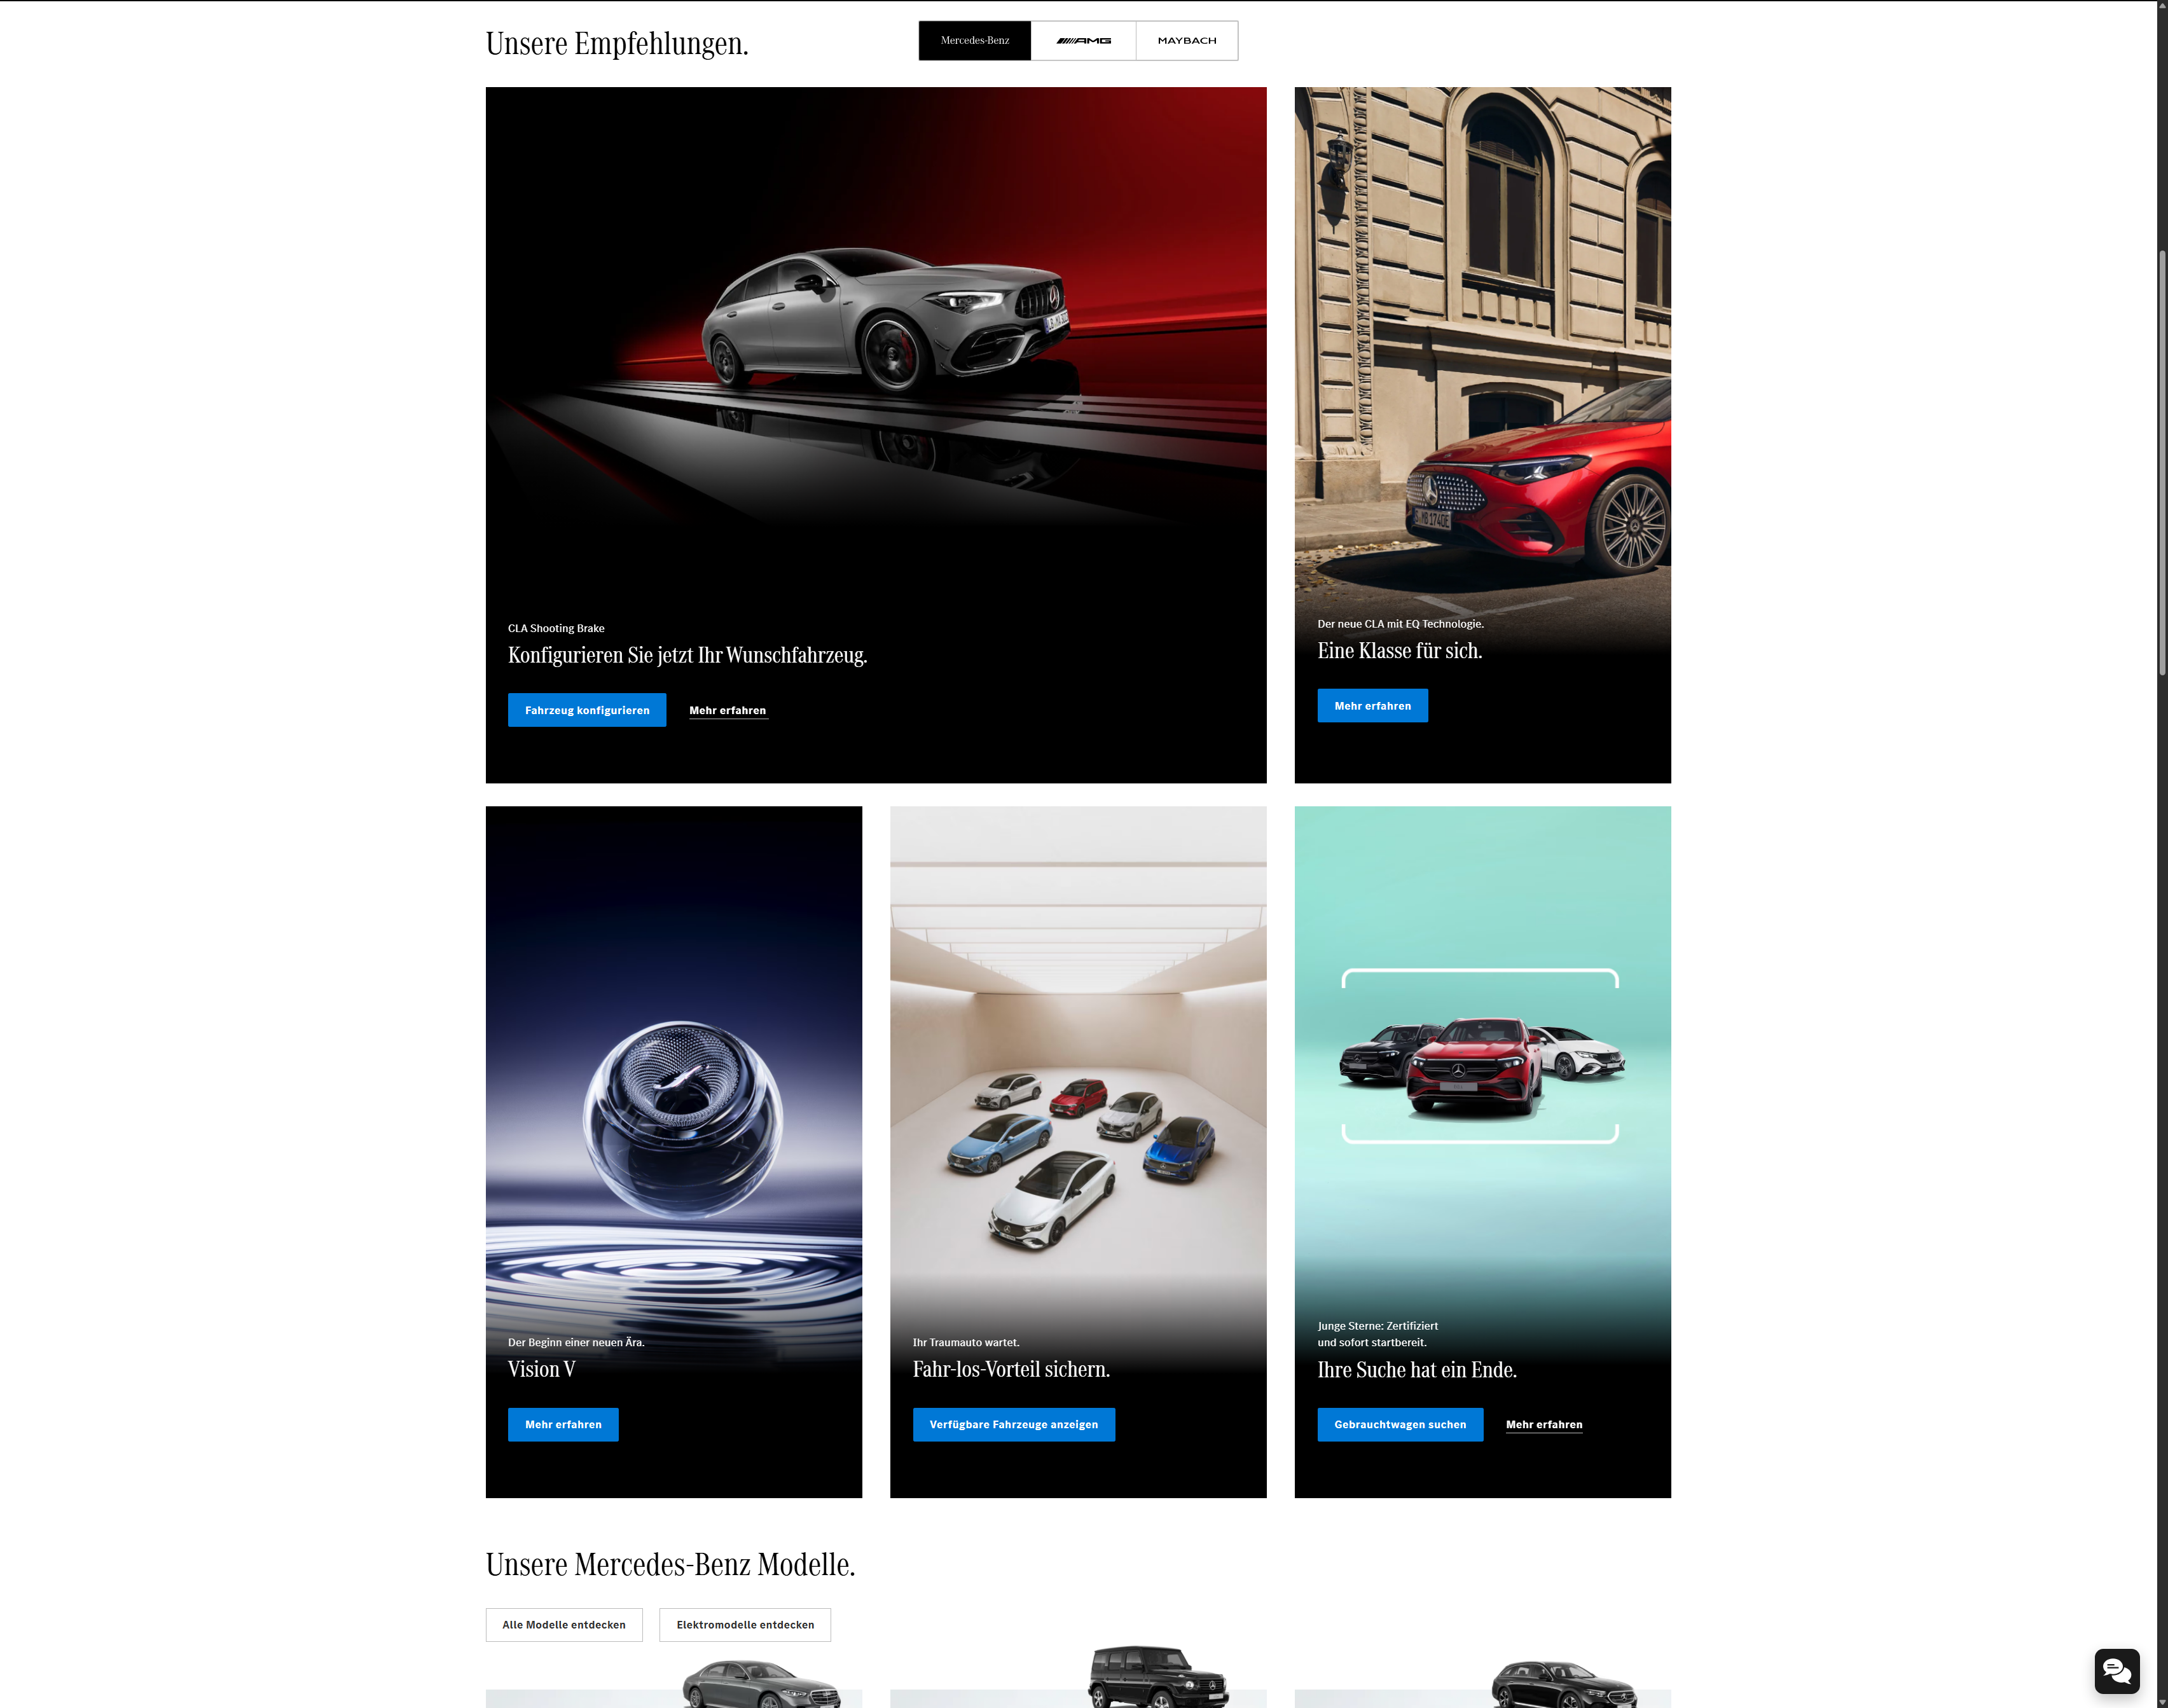 Unsere Empfehlungen.
Mercedes-Benz
AMG
MAYBACH
CLA Shooting Brake
Konfigurieren Sie jetzt Ihr Wunschfahrzeug.
Fahrzeug konfigurieren
Mehr erfahren
Der neue CLA mit EQ Technologie.
Eine Klasse für sich.
Mehr erfahren
Der Beginn einer neuen Ära.
Vision V
Mehr erfahren
Ihr Traumauto wartet.
Fahr-los-Vorteil sichern.
Verfügbare Fahrzeuge anzeigen
Junge Sterne: Zertifiziert
und sofort startbereit.
Ihre Suche hat ein Ende.
Gebrauchtwagen suchen
Mehr erfahren
Unsere Mercedes-Benz Modelle.
Alle Modelle entdecken
Elektromodelle entdecken